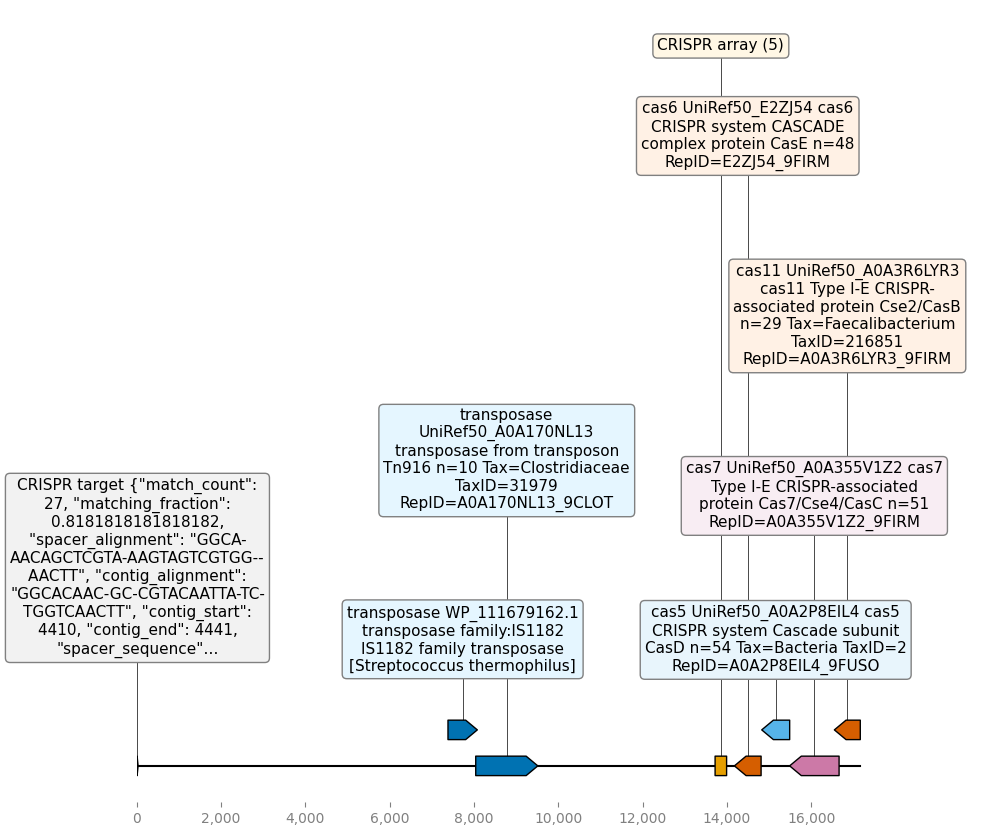 CRISPR array (5)
cas6 UniRef50_E2ZJ54 cas6
CRISPR system CASCADE
complex protein CasE n=48
RepID=E2ZJ54_9FIRM
cas11 UniRef50_A0A3R6LYR3
cas11 Type I-E CRISPR-
associated protein Cse2/CasB
n=29 Tax=Faecalibacterium
TaxID=216851
RepID=A0A3R6LYR3_9FIRM
transposase
UniRef50_A0A170NL13
transposase from transposon
Tn916 n=10 Tax=Clostridiaceae
TaxID=31979
RepID=A0A170NL13_9CLOT
cas7 UniRef50_A0A355V1Z2 cas7
Type I-E CRISPR-associated
protein Cas7/Cse4/CasC n=51
RepID=A0A355V1Z2_9FIRM
CRISPR target {"match_count":
27, "matching_fraction":
0.8181818181818182,
"spacer_alignment": "GGCA-
AACAGCTCGTA-AAGTAGTCGTGG--
AACTT", "contig_alignment":
"GGCACAAC-GC-CGTACAATTA-TC-
TGGTCAACTT", "contig_start":
4410, "contig_end": 4441,
"spacer_sequence"...
transposase WP_111679162.1
transposase family:IS1182
IS1182 family transposase
[Streptococcus thermophilus]
cas5 UniRef50_A0A2P8EIL4 cas5
CRISPR system Cascade subunit
CasD n=54 Tax=Bacteria TaxID=2
RepID=A0A2P8EIL4_9FUSO
0
2,000
4,000
6,000
8,000
10,000
12,000
14,000
16,000